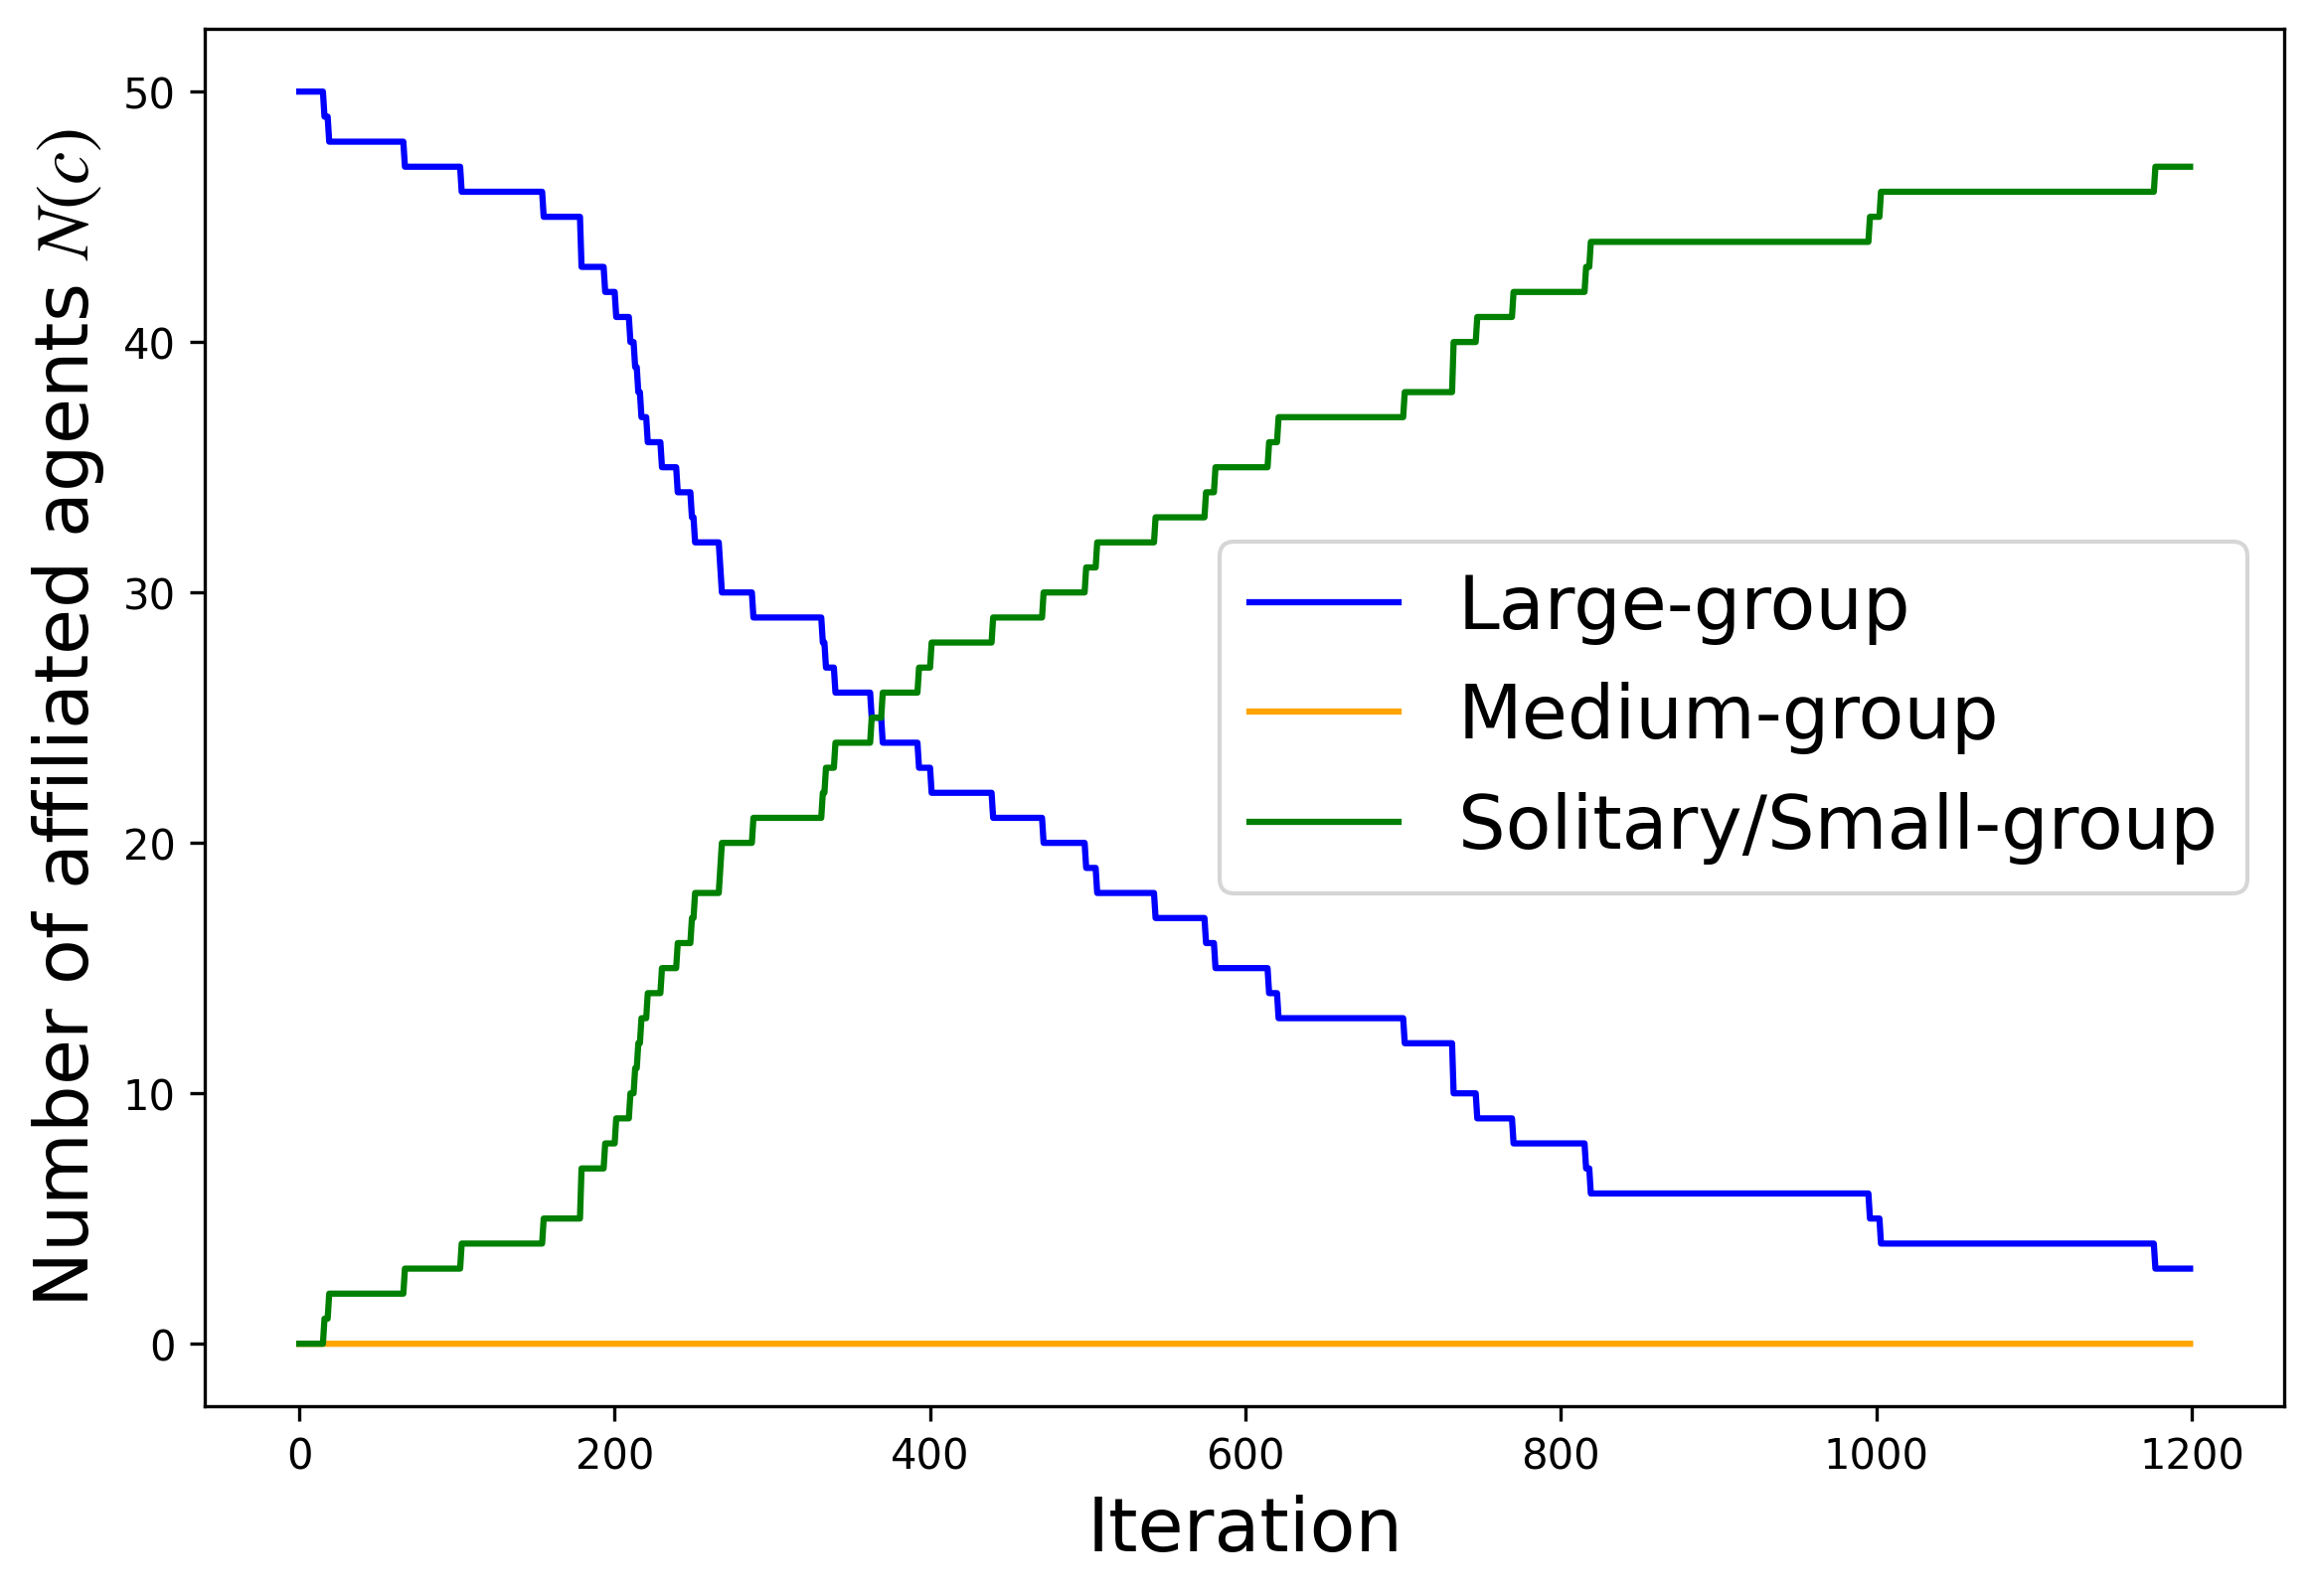 Number of affiliated agents N(c)
50
40
30
20
10
0
Large-group
Medium-group
Solitary/Small-group
0 200 400 600 800 1000 1200
Iteration